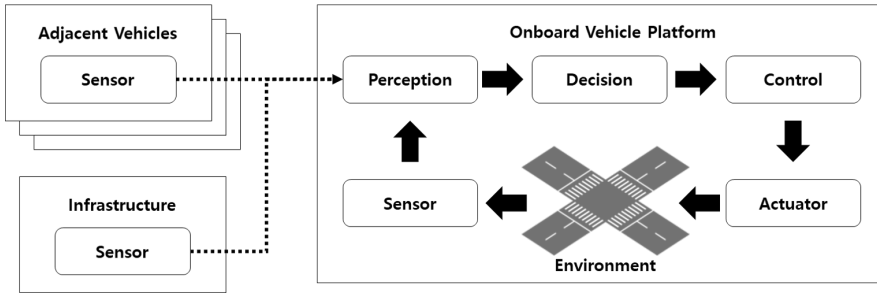 Adjacent Vehicles
Sensor
Infrastructure
Sensor
Onboard Vehicle Platform
Perception
Decision
Control
Sensor
Environment
Actuator